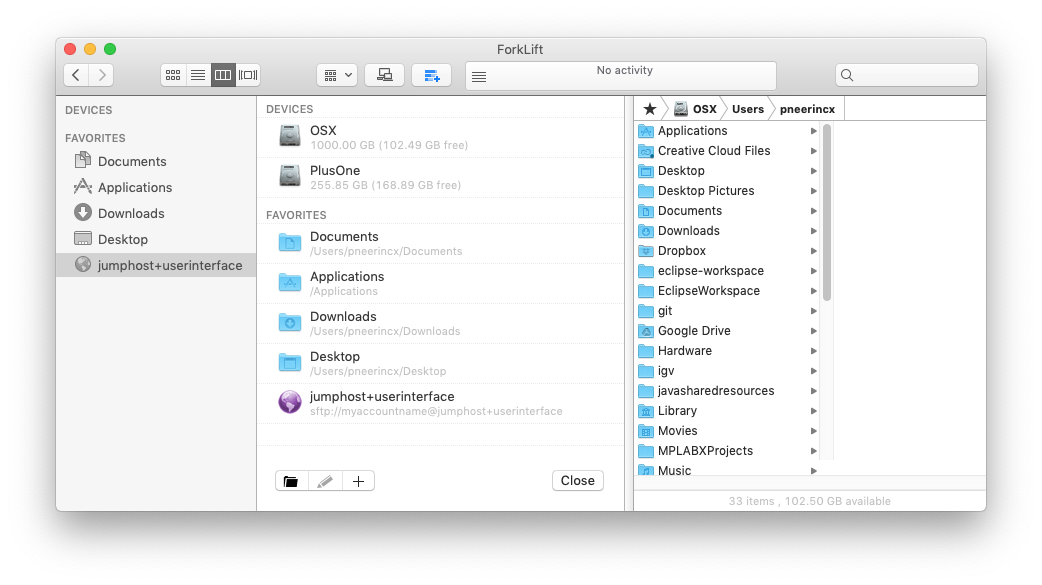 ForkLift
No activity
DEVICES
FAVORITES
Documents
Applications
Downloads
Desktop
jumphost+userinterface
DEVICES
OSX
1000.00 GB (102.49 GB free)
PlusOne
255.85 GB (168.89 GB free)
FAVORITES
Documents
/Users/pneerincx/Documents
Applications
/Applications
Downloads
/Users/pneerincx/Downloads
Desktop
/Users/pneerincx/Desktop
jumphost+userinterface
sftp://myaccountname@jumphost+userinterface
Close
OSX Users pneerincx
Applications
Creative Cloud Files
Desktop
Desktop Pictures
Documents
Downloads
Dropbox
eclipse-workspace
EclipseWorkspace
git
Google Drive
Hardware
igv
javasharedresources
Library
Movies
MPLABXProjects
Music
33 items , 102.50 GB available